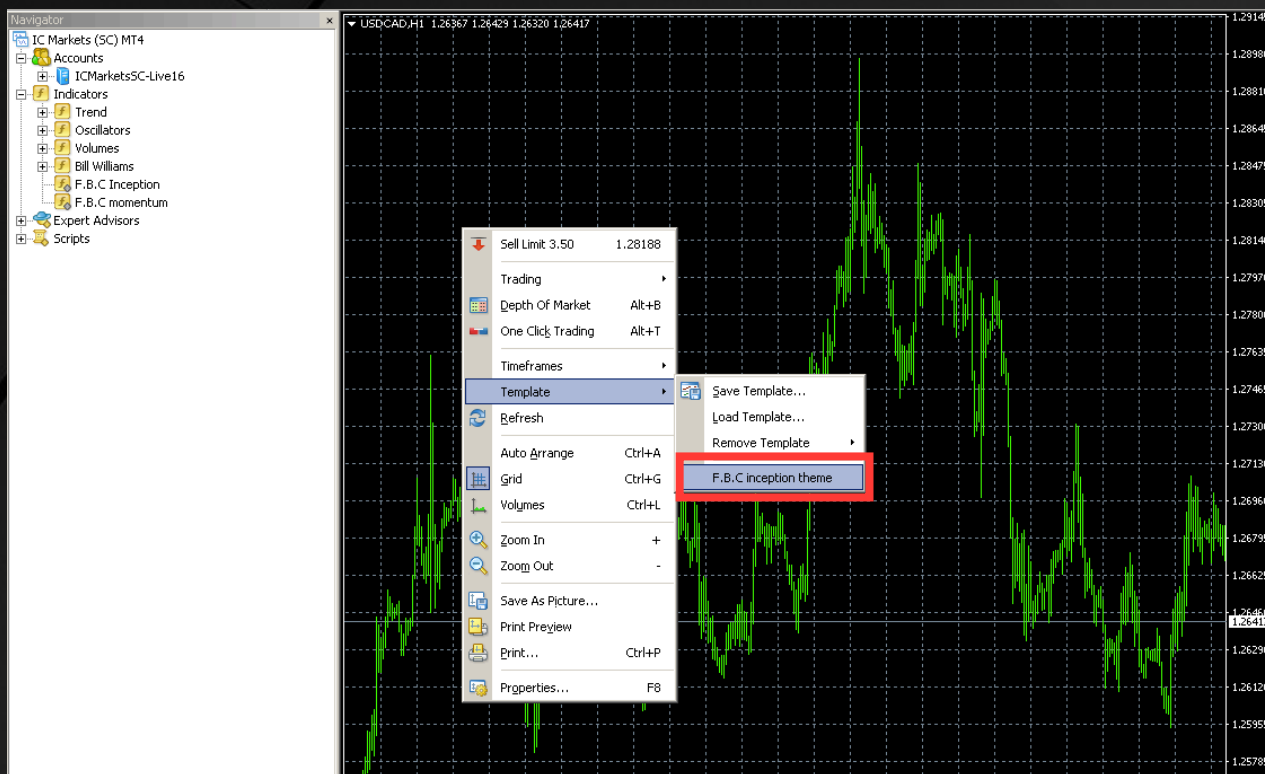 Navigator
IC Markets (SC) MT4
Accounts
ICMarketsSC-Live16
Indicators
Trend
Oscillators
Volumes
Bill Williams
F.B.C Inception
F.B.C momentum
Expert Advisors
Scripts
USDCAD,H1 1.26367 1.26429 1.26320 1.26417
Sell Limit 3.50 1.28188
Trading
Depth Of Market Alt+B
One Click Trading Alt+T
Timeframes
Template
Refresh
Auto Arrange Ctrl+A
Grid Ctrl+G
Volumes Ctrl+L
Zoom In +
Zoom Out -
Save As Picture...
Print Preview
Print... Ctrl+P
Properties... F8
Save Template...
Load Template...
Remove Template
F.B.C inception theme
1.29145
1.28980
1.28810
1.28645
1.28475
1.28305
1.28140
1.27970
1.27800
1.27635
1.27465
1.27300
1.27130
1.26960
1.26795
1.26625
1.26460
1.26417
1.26290
1.26120
1.25955
1.25785